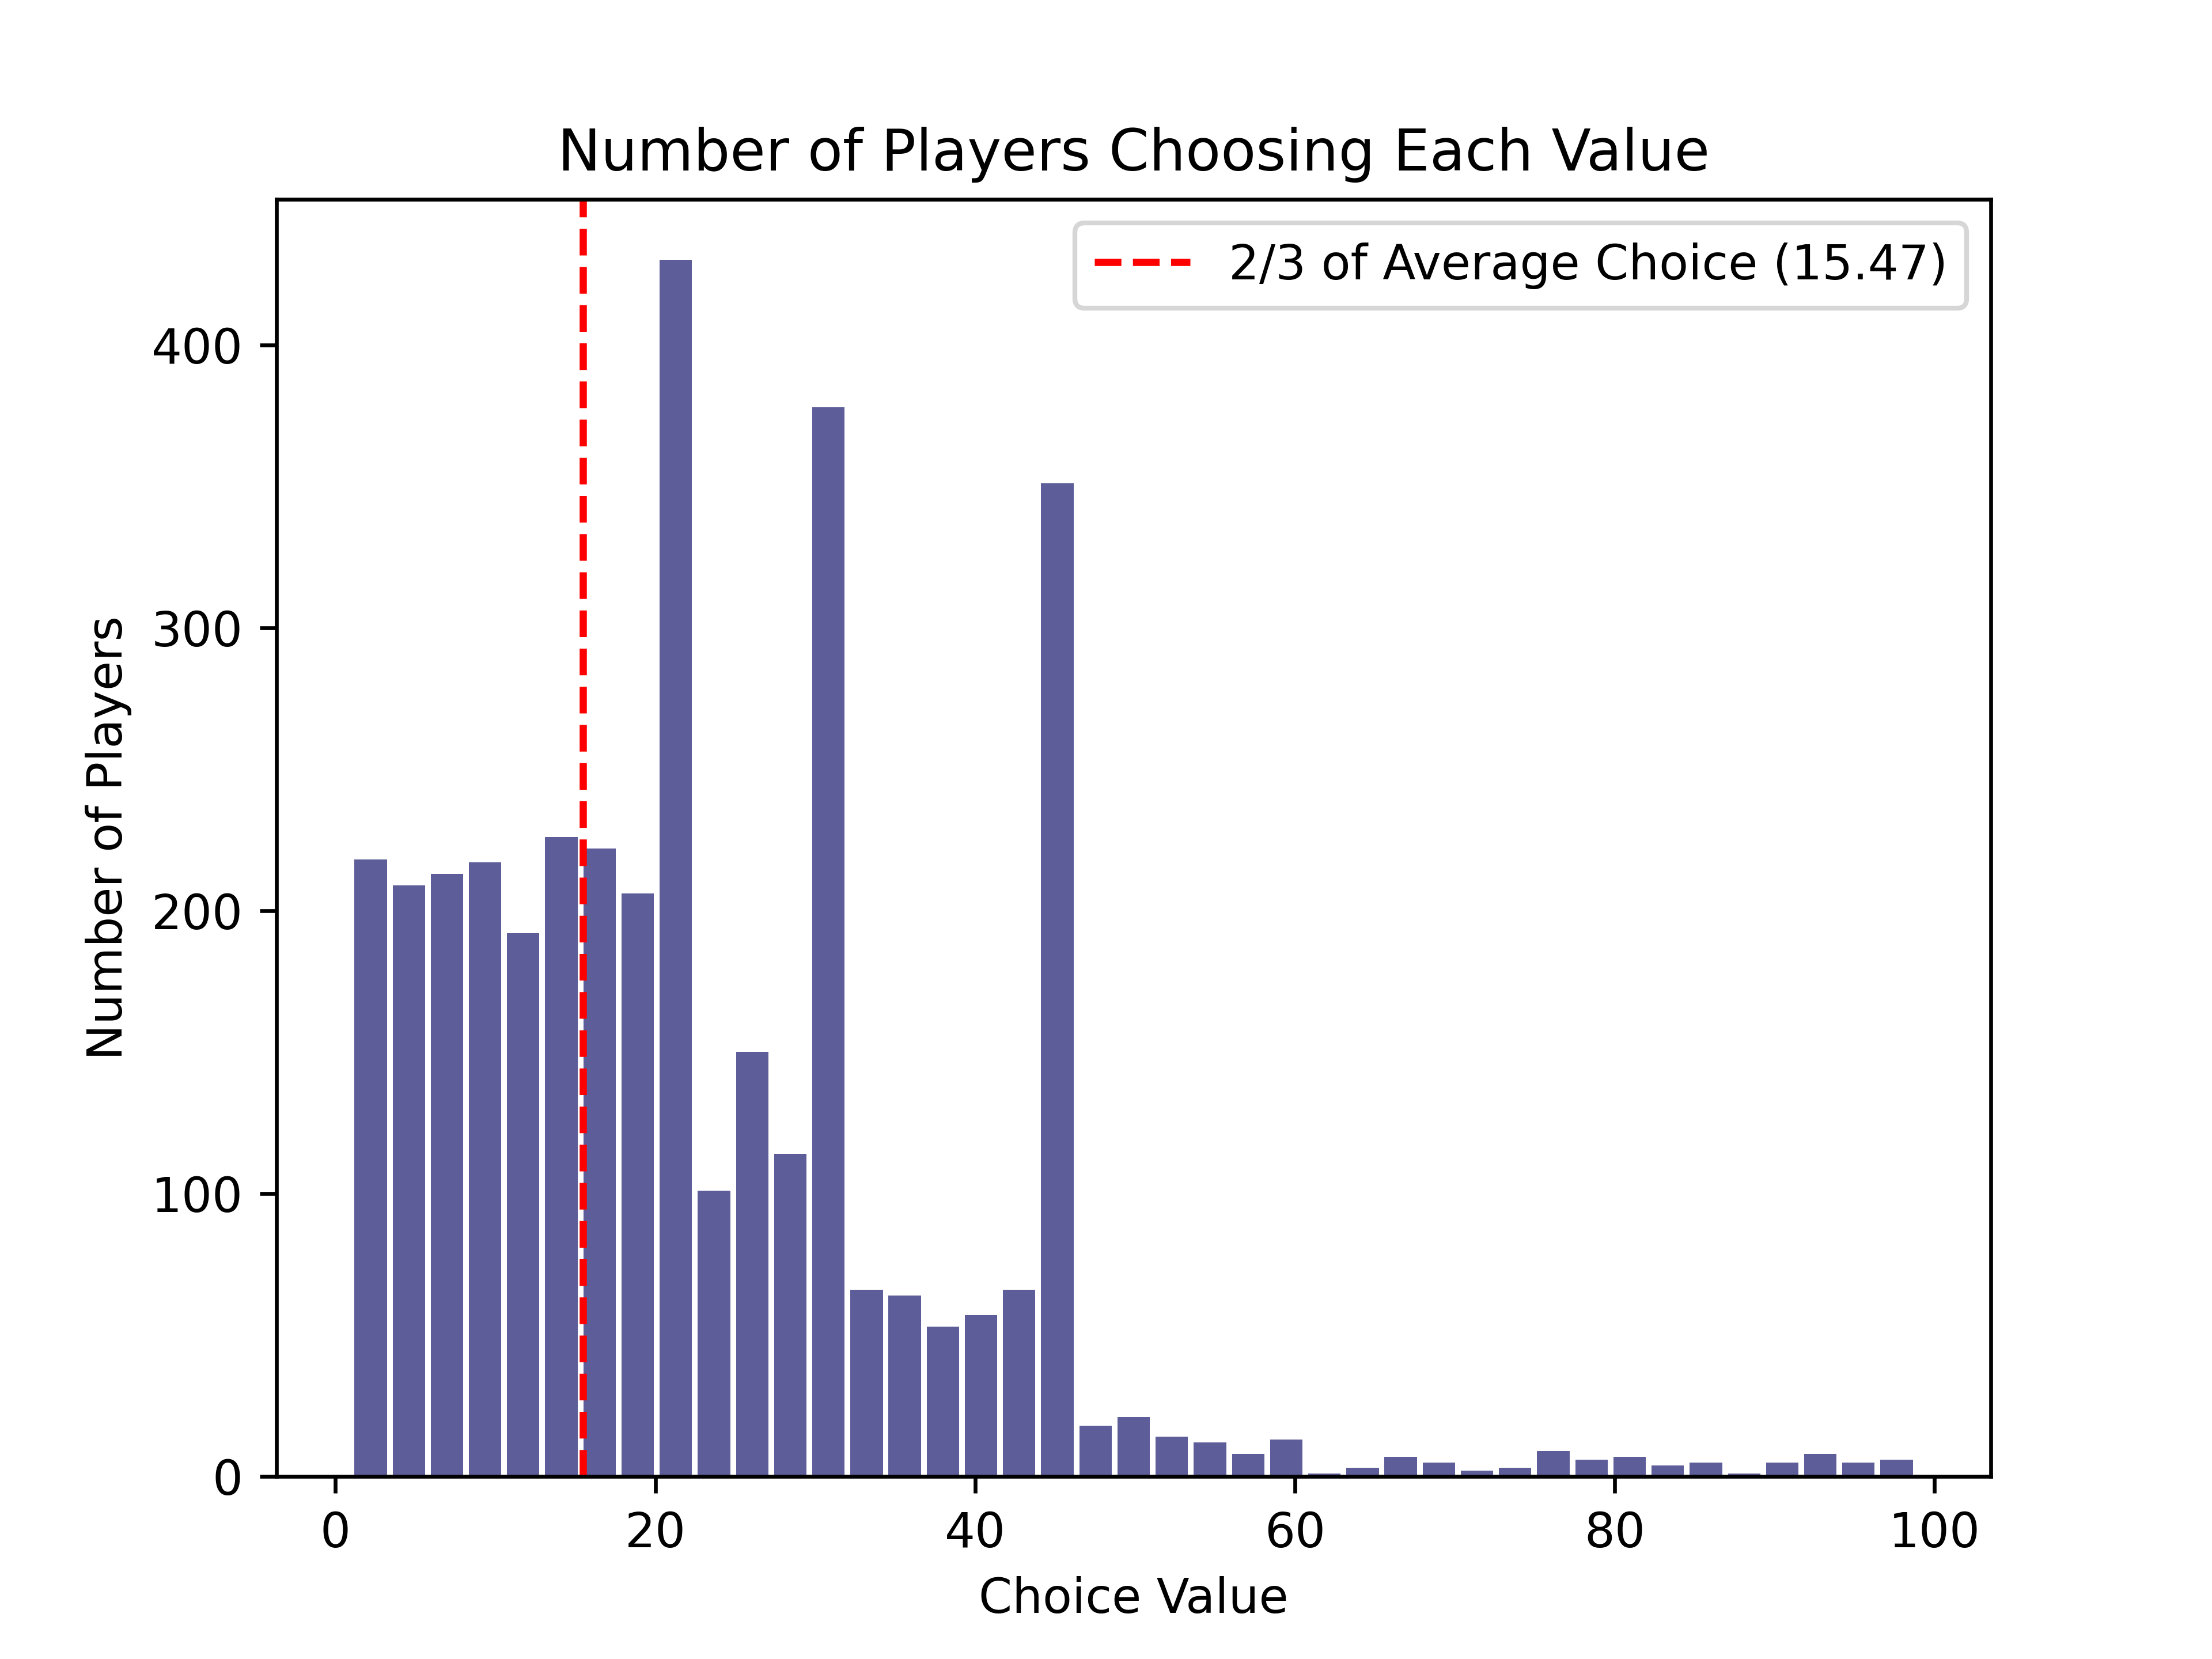 Number of Players Choosing Each Value
2/3 of Average Choice (15.47)
Number of Players
400
300
200
100
0
0 20 40 60 80 100
Choice Value